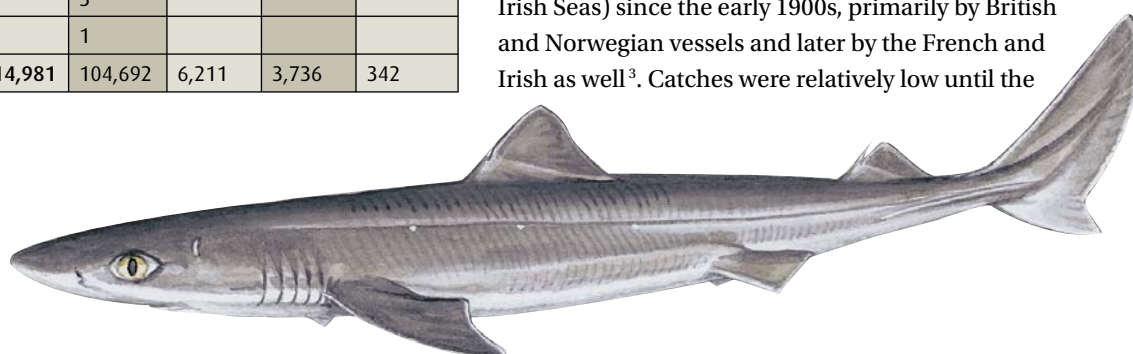 1
14,981 104,692 6,211 3,736 342
Irish Seas) since the early 1900s, primarily by British
and Norwegian vessels and later by the French and
Irish as well³. Catches were relatively low until the